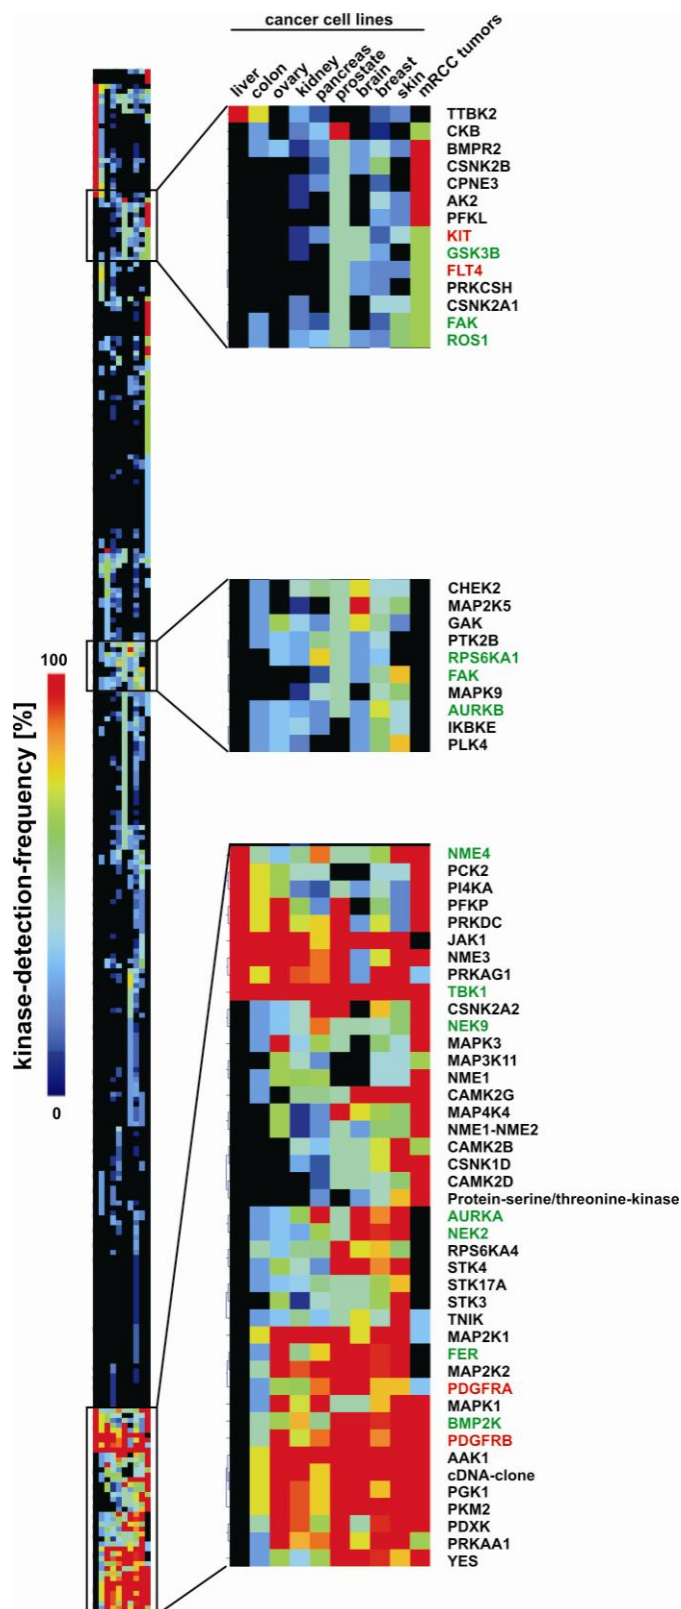 cancer cell lines
liver
colon
ovary
kidney
pancreas
prostate
brain
breast
skin
mRCC tumors
TTBK2
CKB
BMPR2
CSNK2B
CPNE3
AK2
PFKL
KIT
GSK3B
FLT4
PRKCSH
CSNK2A1
FAK
ROS1
CHEK2
MAP2K5
GAK
PTK2B
RPS6KA1
FAK
MAPK9
AURKB
IKBKE
PLK4
100
kinase-detection-frequency [%]
0
NME4
PCK2
PI4KA
PFKP
PRKDC
JAK1
NME3
PRKAG1
TBK1
CSNK2A2
NEK9
MAPK3
MAP3K11
NME1
CAMK2G
MAP4K4
NME1-NME2
CAMK2B
CSNK1D
CAMK2D
Protein-serine/threonine-kinase
AURKA
NEK2
RPS6KA4
STK4
STK17A
STK3
TNIK
MAP2K1
FER
MAP2K2
PDGFRA
MAPK1
BMP2K
PDGFRB
AAK1
cDNA-clone
PGK1
PKM2
PDXK
PRKAA1
YES